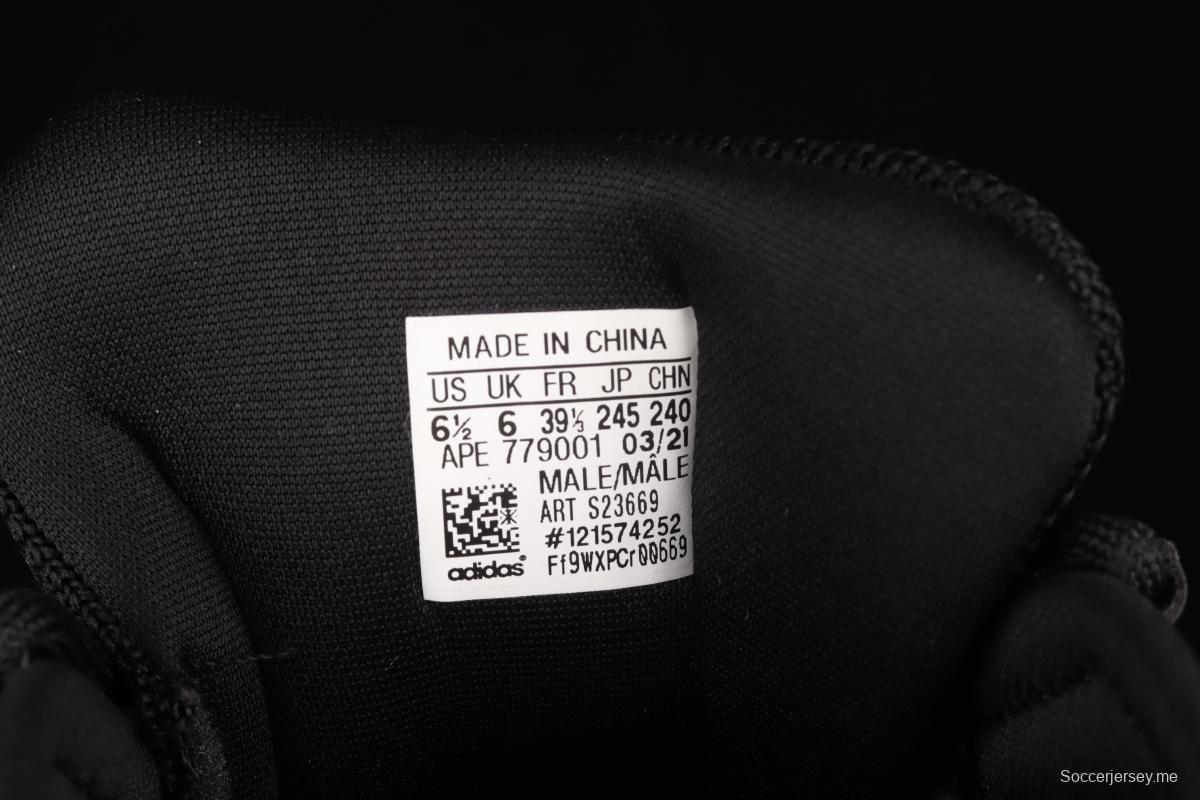 MADE IN CHINA
US UK FR JP CHN
6½ 6 39⅓ 245 240
APE 779001 03/21
MALE/MÂLE
ART S23669
#121574252
Ff9WXPCr00669
adidas®
Soccerjersey.me